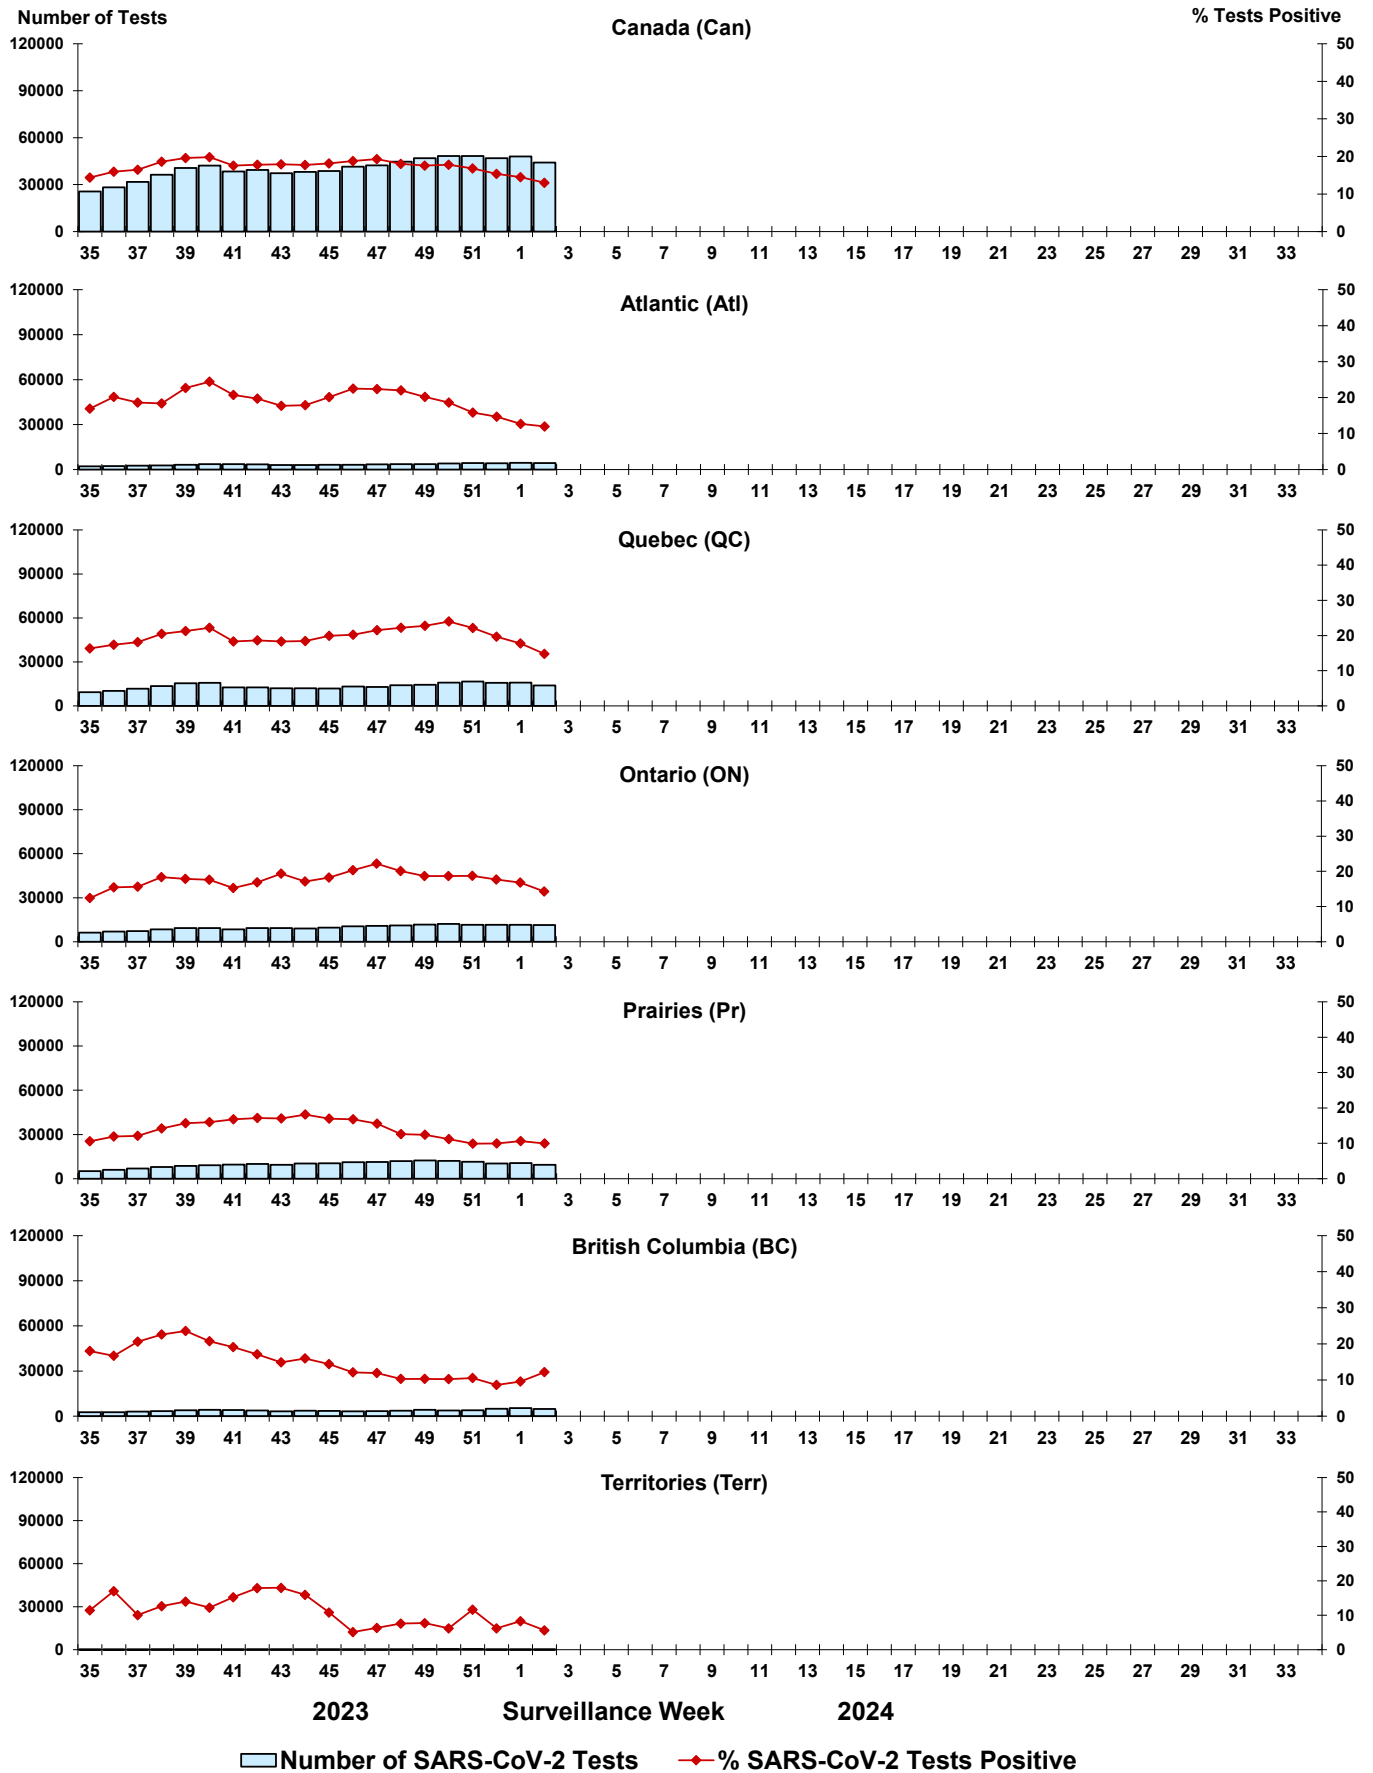 Number of Tests
% Tests Positive
Canada (Can)
120000 50
90000 40
60000 30
30000 20
0 10
0
35 37 39 41 43 45 47 49 51 1 3 5 7 9 11 13 15 17 19 21 23 25 27 29 31 33
Atlantic (Atl)
120000 50
90000 40
60000 30
30000 20
0 10
0
35 37 39 41 43 45 47 49 51 1 3 5 7 9 11 13 15 17 19 21 23 25 27 29 31 33
Quebec (QC)
120000 50
90000 40
60000 30
30000 20
0 10
0
35 37 39 41 43 45 47 49 51 1 3 5 7 9 11 13 15 17 19 21 23 25 27 29 31 33
Ontario (ON)
120000 50
90000 40
60000 30
30000 20
0 10
0
35 37 39 41 43 45 47 49 51 1 3 5 7 9 11 13 15 17 19 21 23 25 27 29 31 33
Prairies (Pr)
120000 50
90000 40
60000 30
30000 20
0 10
0
35 37 39 41 43 45 47 49 51 1 3 5 7 9 11 13 15 17 19 21 23 25 27 29 31 33
British Columbia (BC)
120000 50
90000 40
60000 30
30000 20
0 10
0
35 37 39 41 43 45 47 49 51 1 3 5 7 9 11 13 15 17 19 21 23 25 27 29 31 33
Territories (Terr)
120000 50
90000 40
60000 30
30000 20
0 10
0
35 37 39 41 43 45 47 49 51 1 3 5 7 9 11 13 15 17 19 21 23 25 27 29 31 33
2023 Surveillance Week 2024
Number of SARS-CoV-2 Tests % SARS-CoV-2 Tests Positive